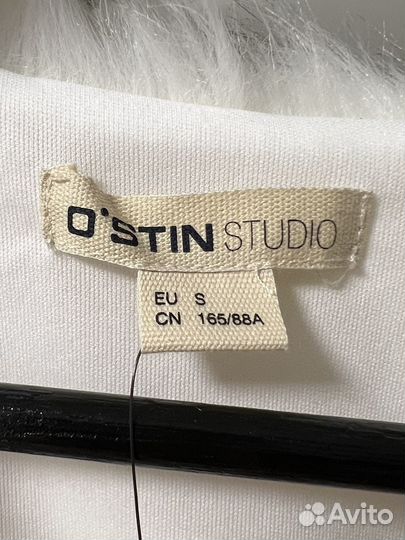 O'STIN STUDIO
EU S
CN 165/88A
Avito